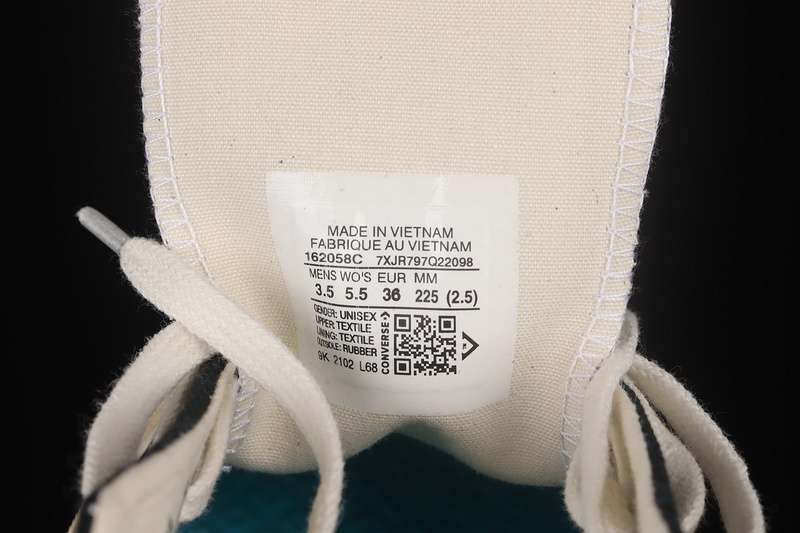 MADE IN VIETNAM
FABRIQUE AU VIETNAM
162058C 7XJR797Q22098
MENS WO'S EUR MM
3.5 5.5 36 225 (2.5)
GENDER: UNISEX
UPPER:TEXTILE
LINING: TEXTILE
OUTSOLE: RUBBER
9K 2102 L68
CONVERSE